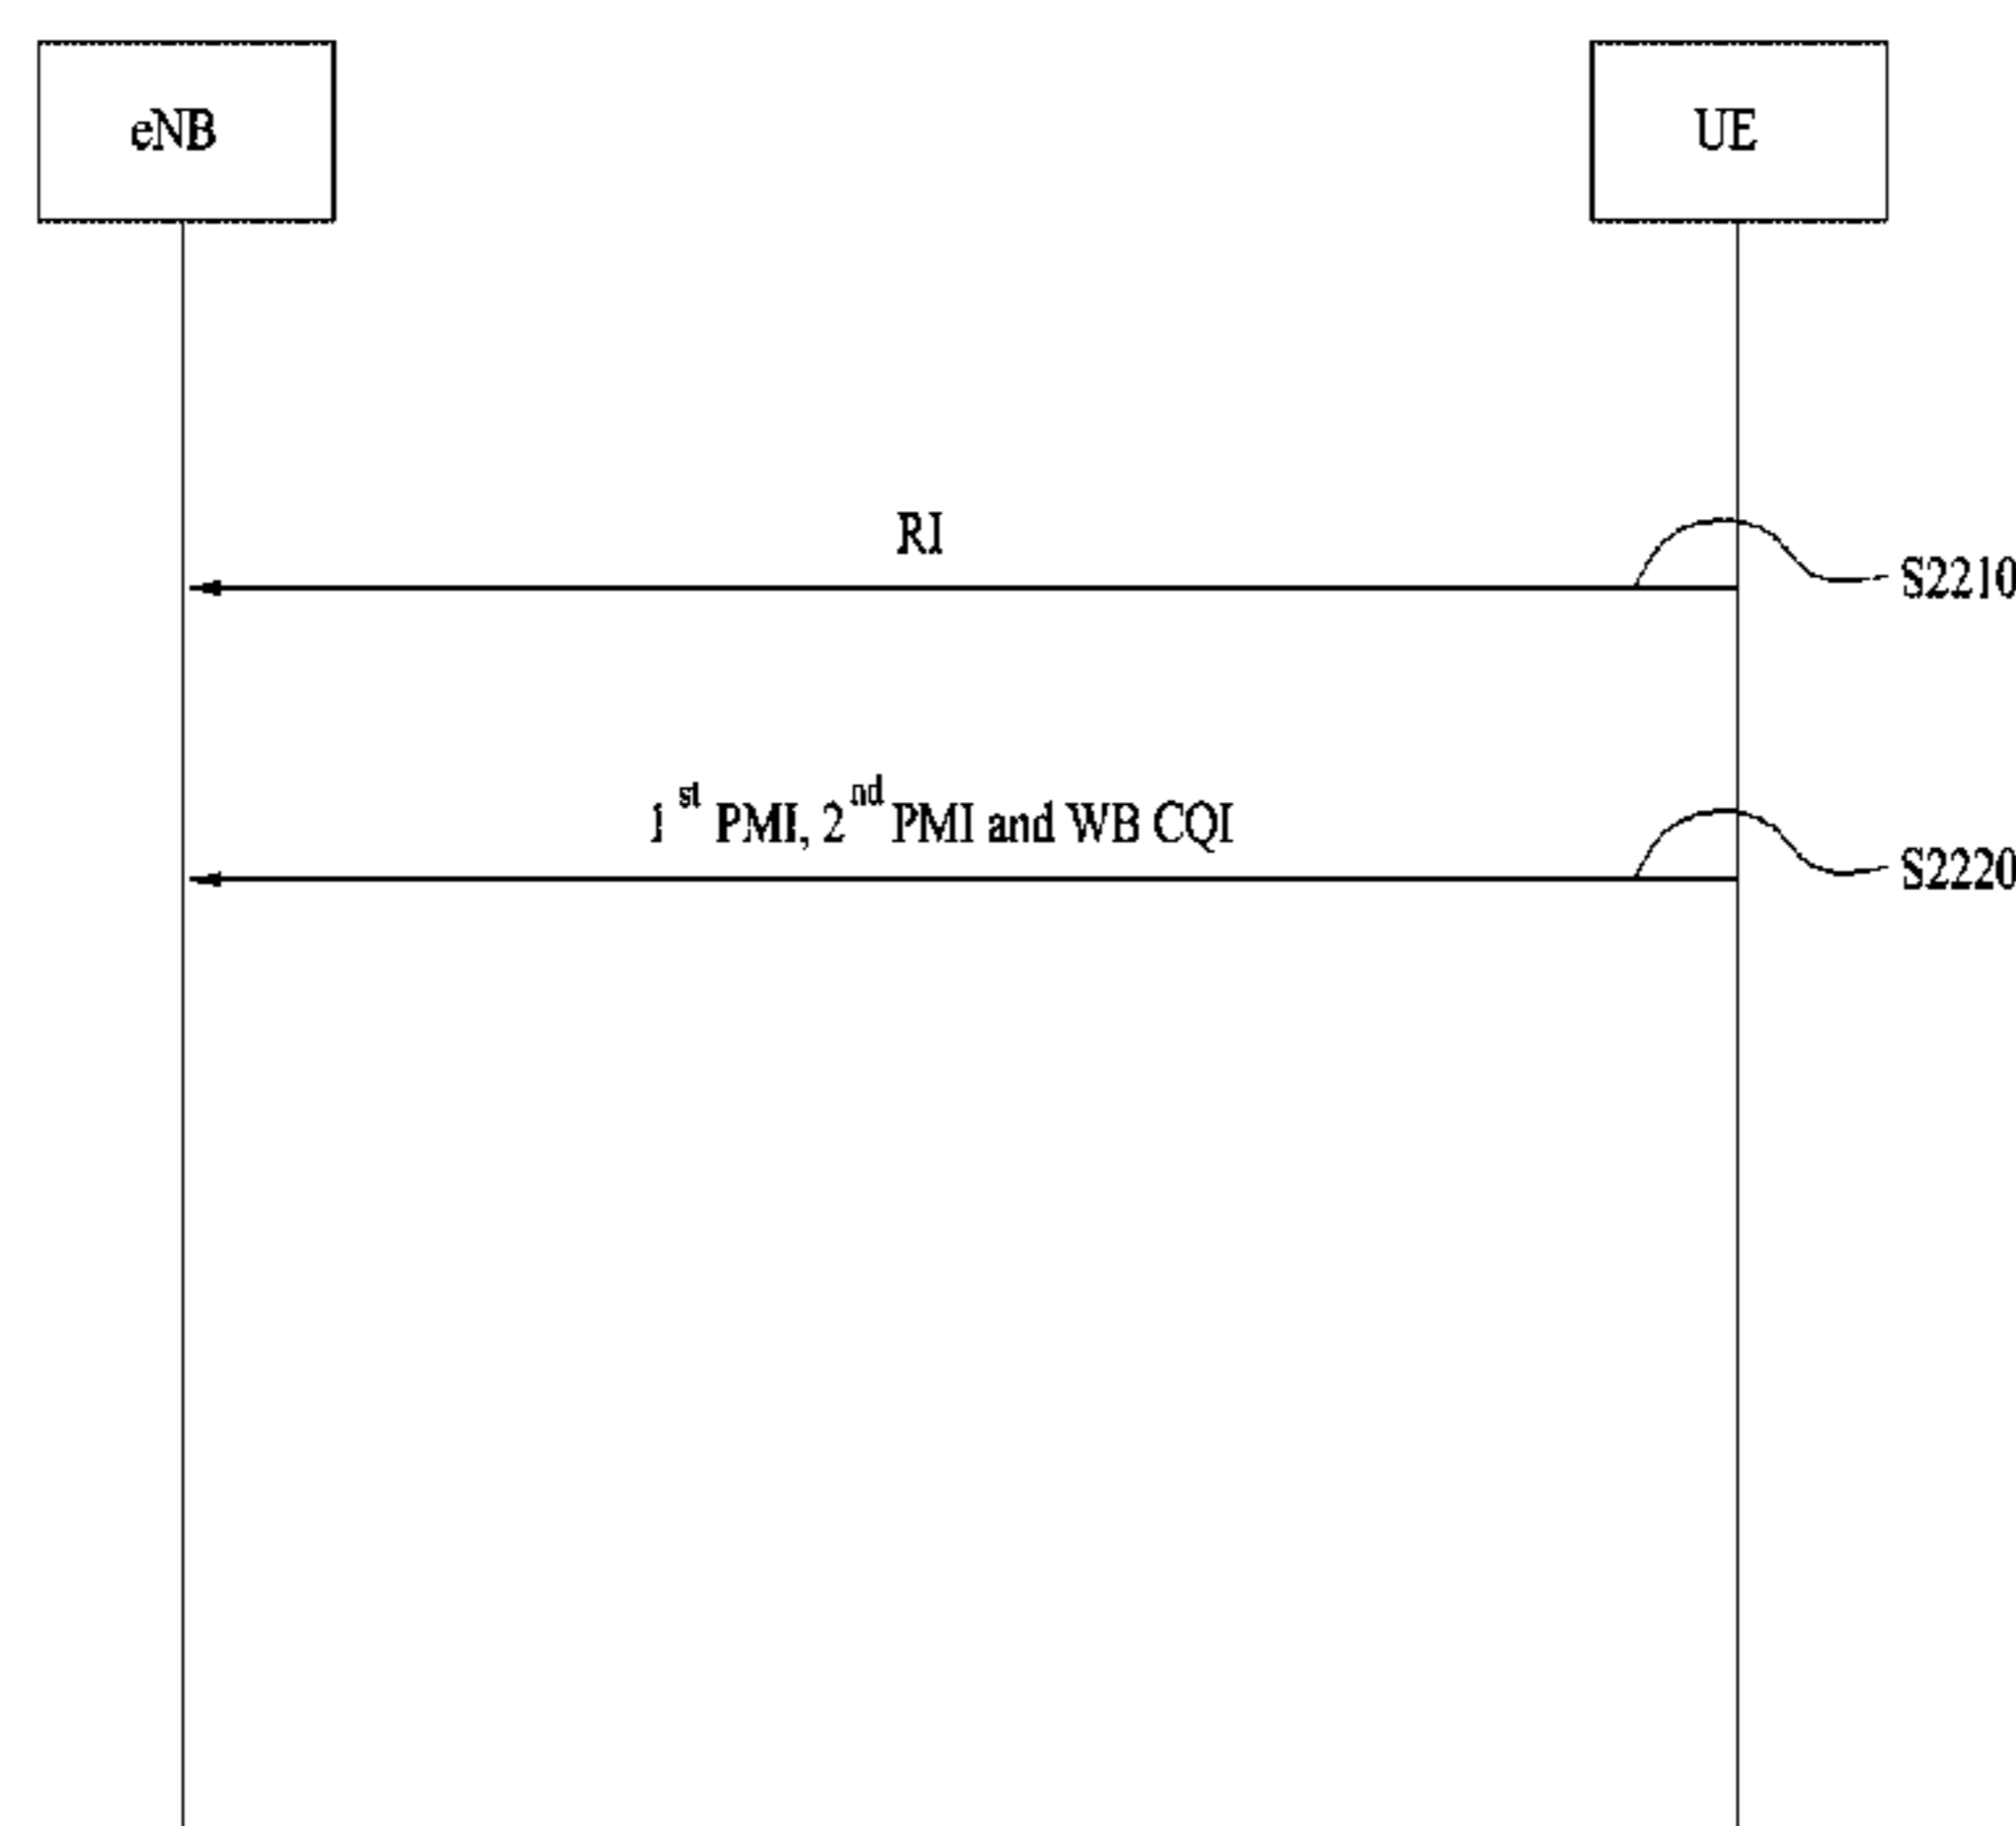 eNB
UE
RI
S2210
1st PMI, 2nd PMI and WB CQI
S2220